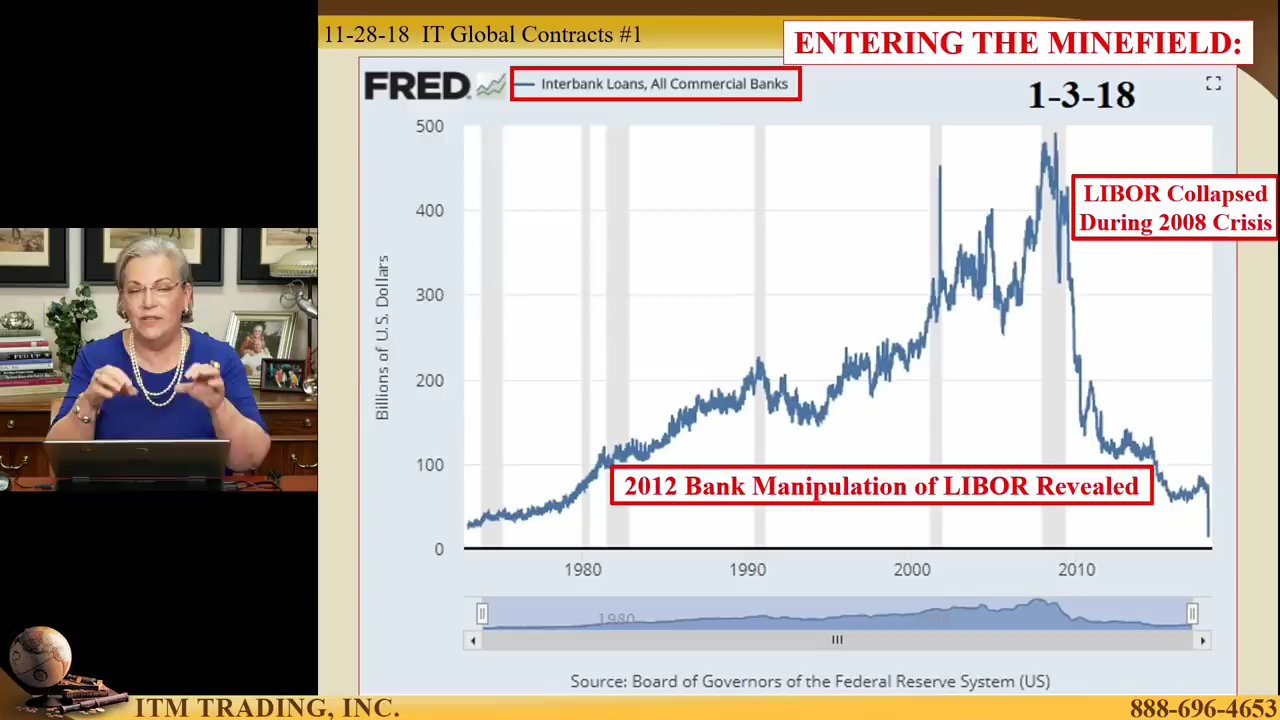 11-28-18 IT Global Contracts #1
ENTERING THE MINEFIELD:
FRED
Interbank Loans, All Commercial Banks
1-3-18
500
400
300
200
100
0
Billions of U.S. Dollars
LIBOR Collapsed
During 2008 Crisis
2012 Bank Manipulation of LIBOR Revealed
1980
1990
2000
2010
1980
Source: Board of Governors of the Federal Reserve System (US)
FED UP
ITM TRADING, INC.
888-696-4653